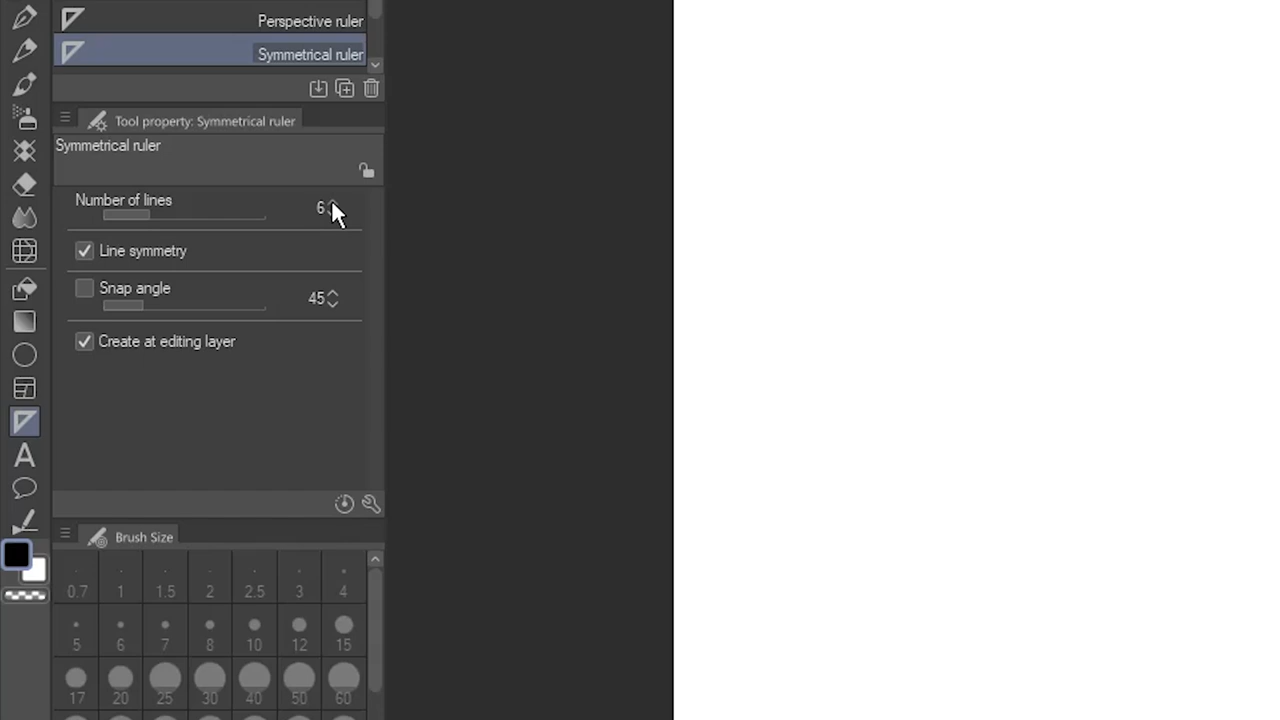 Perspective ruler
Symmetrical ruler
Tool property: Symmetrical ruler
Symmetrical ruler
Number of lines
6
Line symmetry
Snap angle
45
Create at editing layer
A
Brush Size
0.7 1 1.5 2 2.5 3 4
5 6 7 8 10 12 15
17 20 25 30 40 50 60